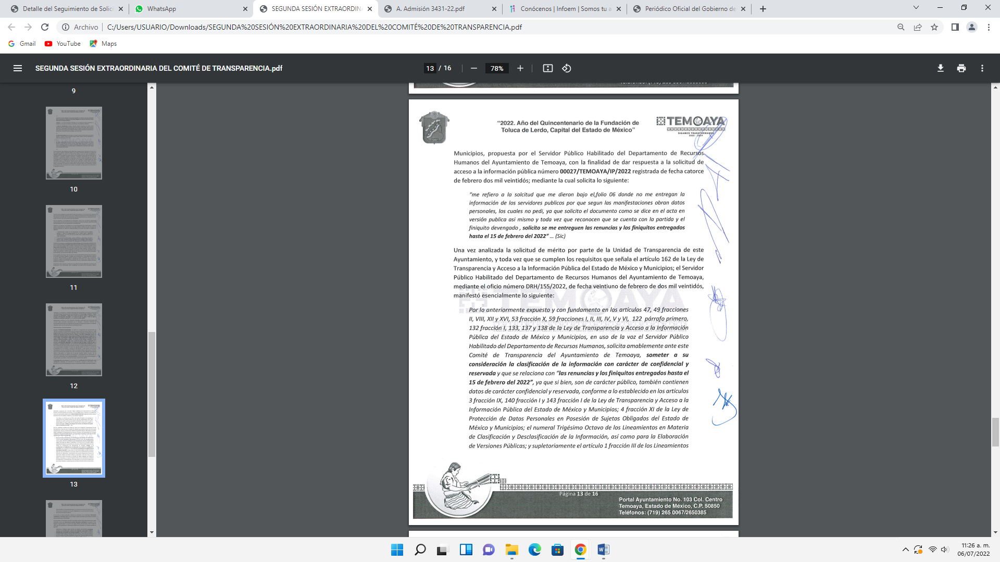 Detalle del Seguimiento de Solici
WhatsApp
SEGUNDA SESIÓN EXTRAORDIN
A. Admisión 3431-22.pdf
Conócenos | Infoem | Somos tu a
Periódico Oficial del Gobierno de
Archivo
C:/Users/USUARIO/Downloads/SEGUNDA%20SESIÓN%20EXTRAORDINARIA%20DEL%20COMITÉ%20DE%20TRANSPARENCIA.pdf
Gmail
YouTube
Maps
SEGUNDA SESIÓN EXTRAORDINARIA DEL COMITÉ DE TRANSPARENCIA.pdf
13 / 16
78%
9
10
11
12
13
“2022. Año del Quincentenario de la Fundación de
Toluca de Lerdo, Capital del Estado de México”
TEMOAYA
SIGAMOS TRANSFORMANDO
2022 - 2024
Municipios, propuesta por el Servidor Público Habilitado del Departamento de Recursos
Humanos del Ayuntamiento de Temoaya, con la finalidad de dar respuesta a la solicitud de
acceso a la información pública número 00027/TEMOAYA/IP/2022 registrada de fecha catorce
de febrero dos mil veintidós; mediante la cual solicita lo siguiente:
“me refiero a la solcitud que me dieron bajo el,folio 06 donde no me entregan la
información de los servidores publicos por que segun las manifestaciones obran datos
personales, los cuales no pedi, ya que solicito el documento como se dice en el acta en
versión publica asi mismo y toda vez que reconocen que se cuenta con la partida y el
finiquito devengado , solicito se me entreguen las renuncias y los finiquitos entregados
hasta el 15 de febrero del 2022” ... (Sic)
Una vez analizada la solicitud de mérito por parte de la Unidad de Transparencia de este
Ayuntamiento, y toda vez que se cumplen los requisitos que señala el artículo 162 de la Ley de
Transparencia y Acceso a la Información Pública del Estado de México y Municipios; el Servidor
Público Habilitado del Departamento de Recursos Humanos del Ayuntamiento de Temoaya,
mediante el oficio número DRH/155/2022, de fecha veintiuno de febrero de dos mil veintidós,
manifestó esencialmente lo siguiente:
TEMOAYA
Por lo anteriormente expuesto y con fundamento en los artículos 47, 49 fracciones
II, VIII, XII y XVI, 53 fracción X, 59 fracciones I, II, III, IV, V y VI, 122 párrafo primero,
132 fracción I, 133, 137 y 138 de la Ley de Transparencia y Acceso a la Información
Pública del Estado de México y Municipios, en uso de la voz el Servidor Público
Habilitado del Departamento de Recursos Humanos, solicita amablemente ante este
Comité de Transparencia del Ayuntamiento de Temoaya, someter a su
consideración la clasificación de la información con carácter de confidencial y
reservada y que se relaciona con “las renuncias y los finiquitos entregados hasta el
15 de febrero del 2022”, ya que si bien, son de carácter público, también contienen
datos de carácter confidencial y reservada, conforme a lo establecido en los artículos
3 fracción IX, 140 fracción I y 143 fracción I de la Ley de Transparencia y Acceso a la
Información Pública del Estado de México y Municipios; 4 fracción XI de la Ley de
Protección de Datos Personales en Posesión de Sujetos Obligados del Estado de
México y Municipios; el numeral Trigésimo Octavo de los Lineamientos en Materia
de Clasificación y Desclasificación de la Información, así como para la Elaboración
de Versiones Públicas; y supletoriamente el artículo 1 fracción III de los Lineamientos
Página 13 de 16
Portal Ayuntamiento No. 103 Col. Centro
Temoaya, Estado de México, C.P. 50850
Teléfonos: (719) 265 0067/2650385
11:26 a. m.
06/07/2022